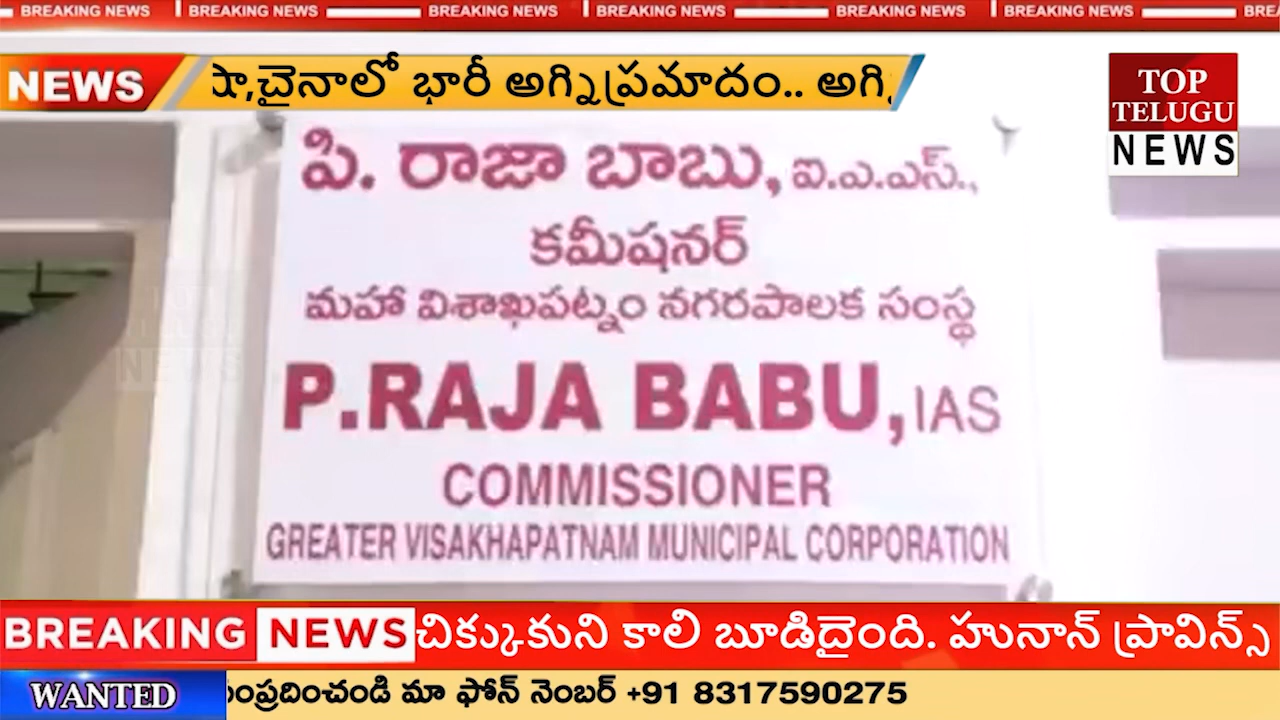 BREAKING NEWS BREAKING NEWS BREAKING NEWS BREAKING NEWS BREAKING NEWS BREAKING NEWS
NEWS
చైనాలో భారీ అగ్నిప్రమాదం..
TOP
TELUGU
NEWS
పి. రాజా బాబు, ఐ.ఎ.ఎస్.,
కమీషనర్
మహా విశాఖపట్నం నగరపాలక సంస్థ
P.RAJA BABU, IAS
COMMISSIONER
GREATER VISAKHAPATNAM MUNICIPAL CORPORATION
BREAKING NEWS చిక్కుకుని కాలి బూడిదైంది. హునాన్ ప్రావిన్స్
WANTED మా ఫోన్ నెంబర్ +91 8317590275